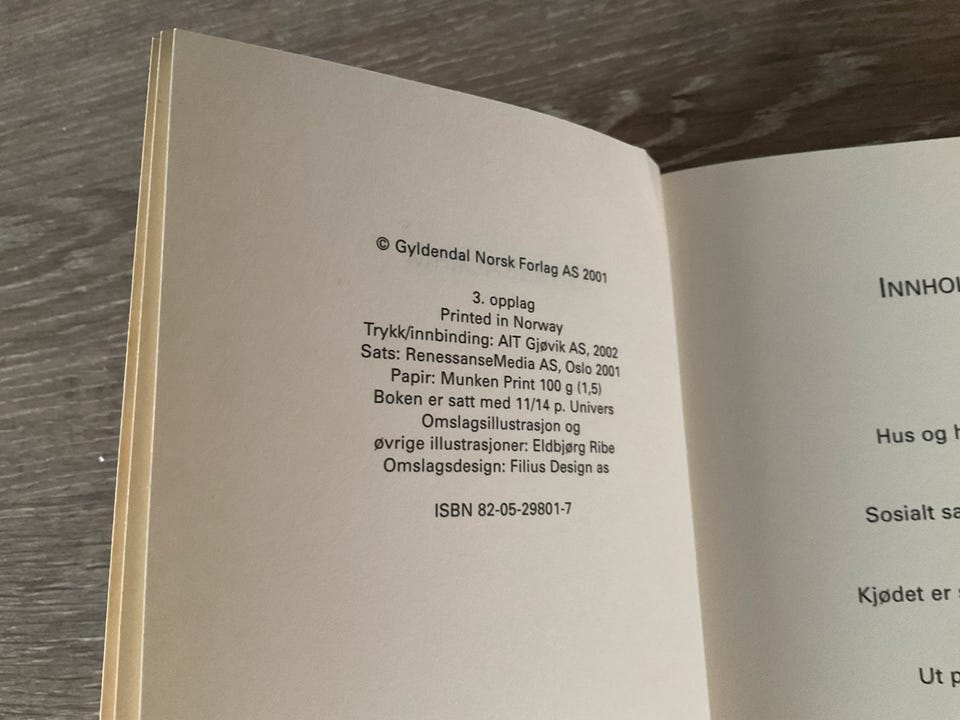 © Gyldendal Norsk Forlag AS 2001
3. opplag
Printed in Norway
Trykk/innbinding: AIT Gjøvik AS, 2002
Sats: RenessanseMedia AS, Oslo 2001
Papir: Munken Print 100 g (1,5)
Boken er satt med 11/14 p. Univers
Omslagsillustrasjon og
øvrige illustrasjoner: Eldbjørg Ribe
Omslagsdesign: Filius Design as
ISBN 82-05-29801-7
Hus og
Sosialt
Kjødet er
Ut